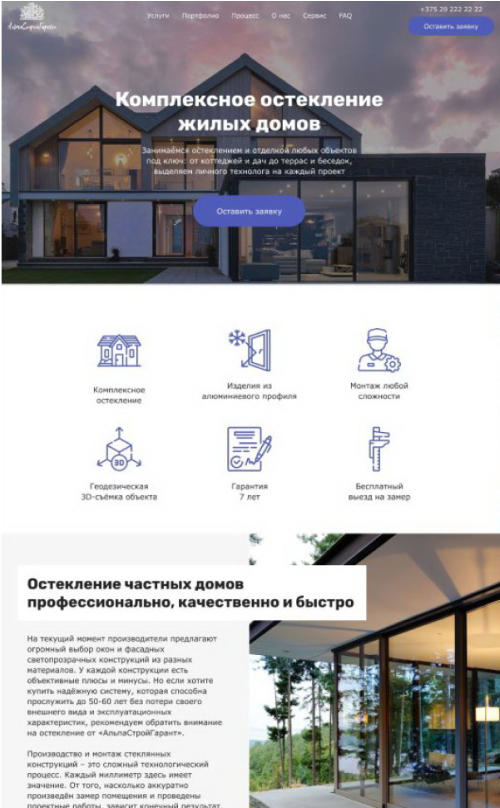 +375 29 222 22 22
Услуги Портфолио Процесс О нас Сервис FAQ
Оставить заявку
АльпаСтройГарант
Комплексное остекление
жилых домов
Занимаемся остеклением и отделкой любых объектов
под ключ: от коттеджей и дач до террас и беседок,
выделяем личного технолога на каждый проект
Оставить заявку
Комплексное
остекление
Изделия из
алюминиевого профиля
Монтаж любой
сложности
3D
Геодезическая
3D-съёмка объекта
Гарантия
7 лет
Бесплатный
выезд на замер
Остекление частных домов
профессионально, качественно и быстро
На текущий момент производители предлагают
огромный выбор окон и фасадных
светопрозрачных конструкций из разных
материалов. У каждой конструкции есть
объективные плюсы и минусы. Но если хотите
купить надёжную систему, которая способна
прослужить до 50-60 лет без потери своего
внешнего вида и эксплуатационных
характеристик, рекомендуем обратить внимание
на остекление от «АльпаСтройГарант».
Производство и монтаж стеклянных
конструкций – это сложный технологический
процесс. Каждый миллиметр здесь имеет
значение. От того, насколько аккуратно
произведён замер помещения и проведены
проектные работы, зависит конечный результат